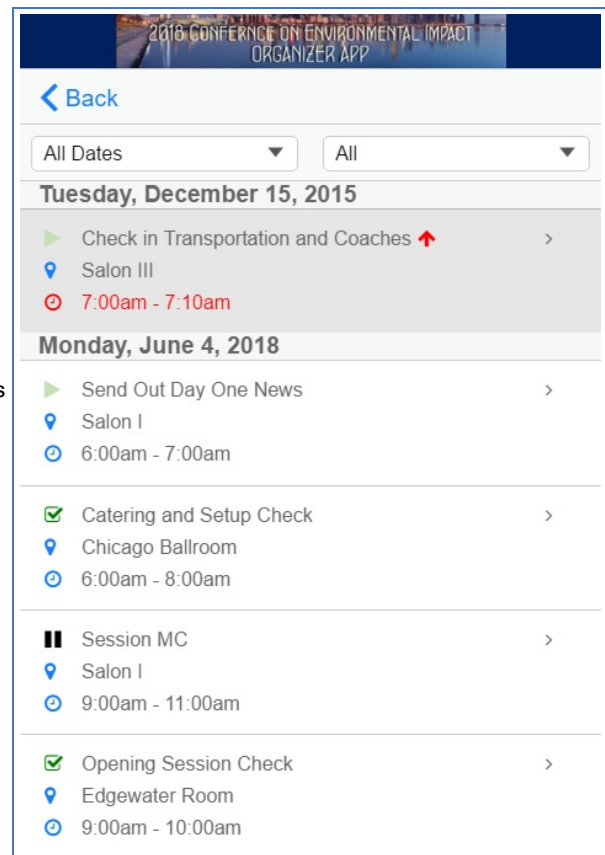 2018 CONFERNCE ON ENVIRONMENTAL IMPACT
ORGANIZER APP
Back
All Dates
All
Tuesday, December 15, 2015
Check in Transportation and Coaches
Salon III
7:00am - 7:10am
Monday, June 4, 2018
s
Send Out Day One News
Salon I
6:00am - 7:00am
Catering and Setup Check
Chicago Ballroom
6:00am - 8:00am
Session MC
Salon I
9:00am - 11:00am
Opening Session Check
Edgewater Room
9:00am - 10:00am